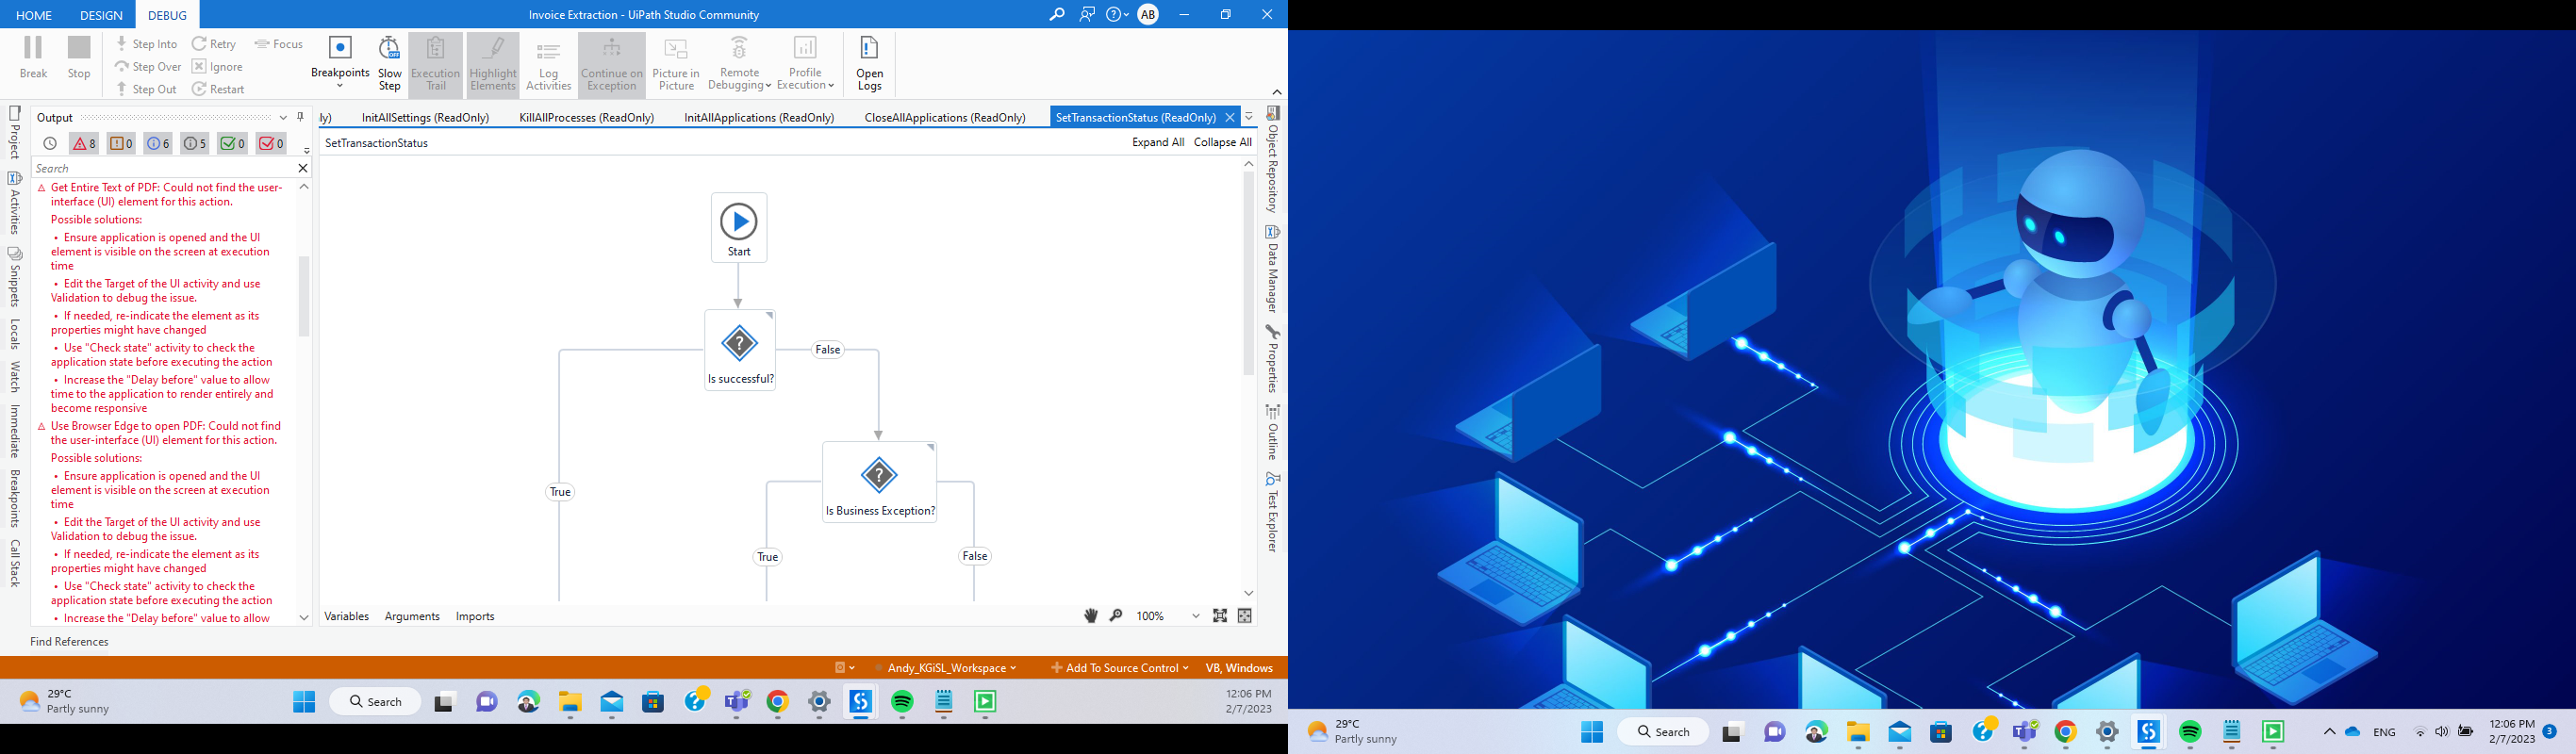 HOME DESIGN DEBUG Invoice Extraction - UiPath Studio Community AB
Break
Stop
Step Into
Step Over
Step Out
Retry
Ignore
Restart
Focus
Breakpoints
Slow
Step
OFF
Execution
Trail
Highlight
Elements
Log
Activities
Continue on
Exception
Picture in
Picture
Remote
Debugging
Profile
Execution
Open
Logs
Project
Activities
Snippets
Locals
Watch
Immediate
Breakpoints
Call Stack
Output
8 0 6 5 0 0
Search
Get Entire Text of PDF: Could not find the user-
interface (UI) element for this action.
Possible solutions:
• Ensure application is opened and the UI
element is visible on the screen at execution
time
• Edit the Target of the UI activity and use
Validation to debug the issue.
• If needed, re-indicate the element as its
properties might have changed
• Use "Check state" activity to check the
application state before executing the action
• Increase the "Delay before" value to allow
time to the application to render entirely and
become responsive
Use Browser Edge to open PDF: Could not find
the user-interface (UI) element for this action.
Possible solutions:
• Ensure application is opened and the UI
element is visible on the screen at execution
time
• Edit the Target of the UI activity and use
Validation to debug the issue.
• If needed, re-indicate the element as its
properties might have changed
• Use "Check state" activity to check the
application state before executing the action
• Increase the "Delay before" value to allow
Find References
ly) InitAllSettings (ReadOnly) KillAllProcesses (ReadOnly) InitAllApplications (ReadOnly) CloseAllApplications (ReadOnly) SetTransactionStatus (ReadOnly)
SetTransactionStatus Expand All Collapse All
Start
Is successful?
False
True
Is Business Exception?
True
False
Variables Arguments Imports 100%
Object Repository
Data Manager
Properties
Outline
Test Explorer
Andy_KGiSL_Workspace Add To Source Control VB, Windows
29°C
Partly sunny
Search
12:06 PM
2/7/2023
29°C
Partly sunny
Search
ENG
12:06 PM
2/7/2023
3